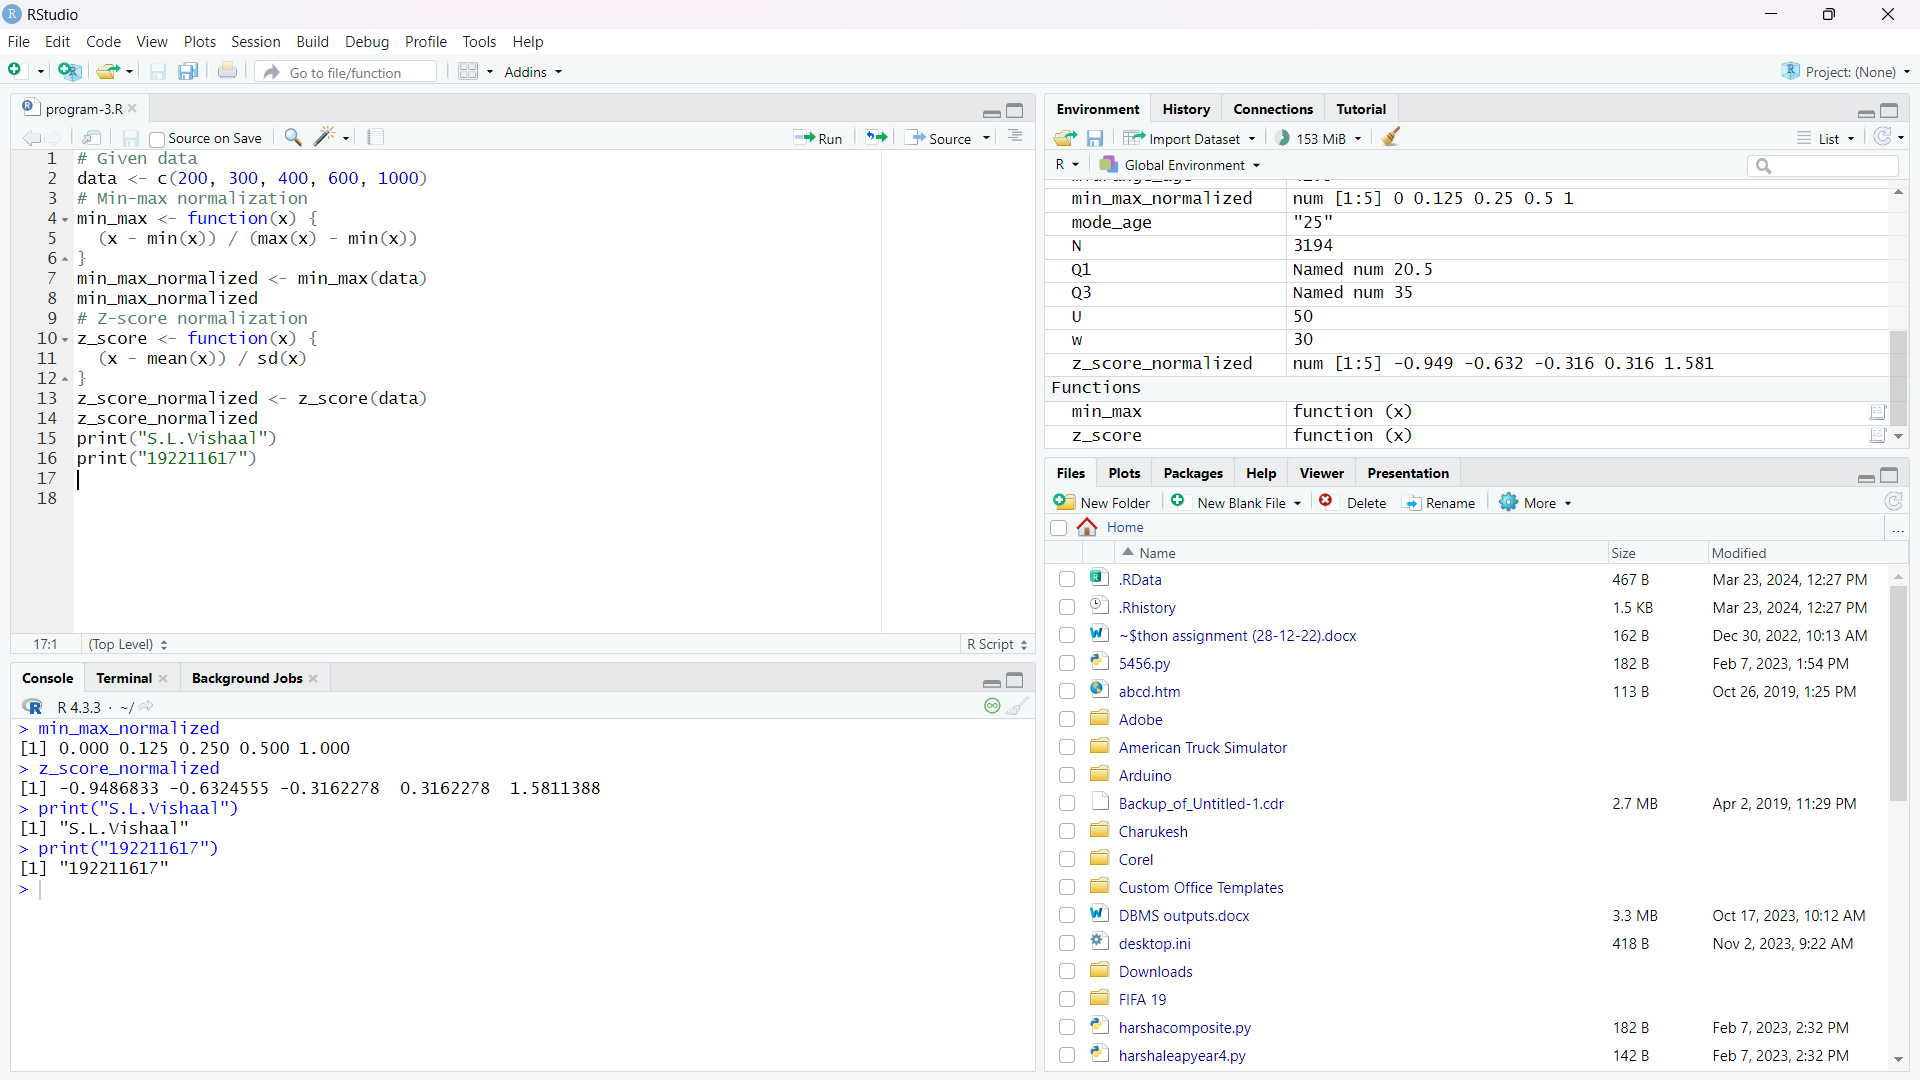 RStudio
File Edit Code View Plots Session Build Debug Profile Tools Help
Go to file/function Addins Project: (None)
program-3.R
Source on Save Run Source
1 # Given data
2 data <- c(200, 300, 400, 600, 1000)
3 # Min-max normalization
4 min_max <- function(x) {
5 (x - min(x)) / (max(x) - min(x))
6 }
7 min_max_normalized <- min_max(data)
8 min_max_normalized
9 # Z-score normalization
10 z_score <- function(x) {
11 (x - mean(x)) / sd(x)
12 }
13 z_score_normalized <- z_score(data)
14 z_score_normalized
15 print("S.L.Vishaal")
16 print("192211617")
17
18
17:1 (Top Level) R Script
Console Terminal Background Jobs
R 4.3.3 · ~/
> min_max_normalized
[1] 0.000 0.125 0.250 0.500 1.000
> z_score_normalized
[1] -0.9486833 -0.6324555 -0.3162278 0.3162278 1.5811388
> print("S.L.Vishaal")
[1] "S.L.Vishaal"
> print("192211617")
[1] "192211617"
>
Environment History Connections Tutorial
Import Dataset 153 MiB List
R Global Environment
min_max_normalized num [1:5] 0 0.125 0.25 0.5 1
mode_age "25"
N 3194
Q1 Named num 20.5
Q3 Named num 35
U 50
w 30
z_score_normalized num [1:5] -0.949 -0.632 -0.316 0.316 1.581
Functions
min_max function (x)
z_score function (x)
Files Plots Packages Help Viewer Presentation
New Folder New Blank File Delete Rename More
Home ...
Name Size Modified
.RData 467 B Mar 23, 2024, 12:27 PM
.Rhistory 1.5 KB Mar 23, 2024, 12:27 PM
~$thon assignment (28-12-22).docx 162 B Dec 30, 2022, 10:13 AM
5456.py 182 B Feb 7, 2023, 1:54 PM
abcd.htm 113 B Oct 26, 2019, 1:25 PM
Adobe
American Truck Simulator
Arduino
Backup_of_Untitled-1.cdr 2.7 MB Apr 2, 2019, 11:29 PM
Charukesh
Corel
Custom Office Templates
DBMS outputs.docx 3.3 MB Oct 17, 2023, 10:12 AM
desktop.ini 418 B Nov 2, 2023, 9:22 AM
Downloads
FIFA 19
harshacomposite.py 182 B Feb 7, 2023, 2:32 PM
harshaleapyear4.py 142 B Feb 7, 2023, 2:32 PM